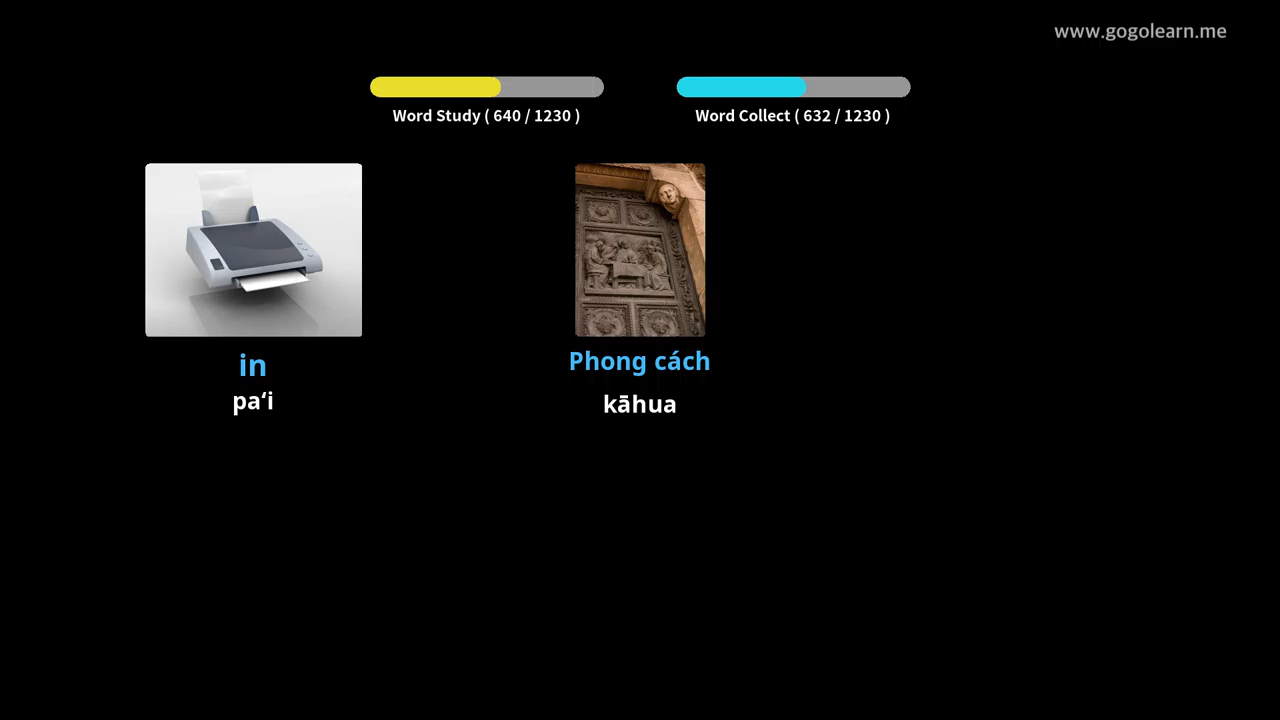 www.gogolearn.me
Word Study ( 640 / 1230 )
Word Collect ( 632 / 1230 )
in
paʻi
Phong cách
kāhua